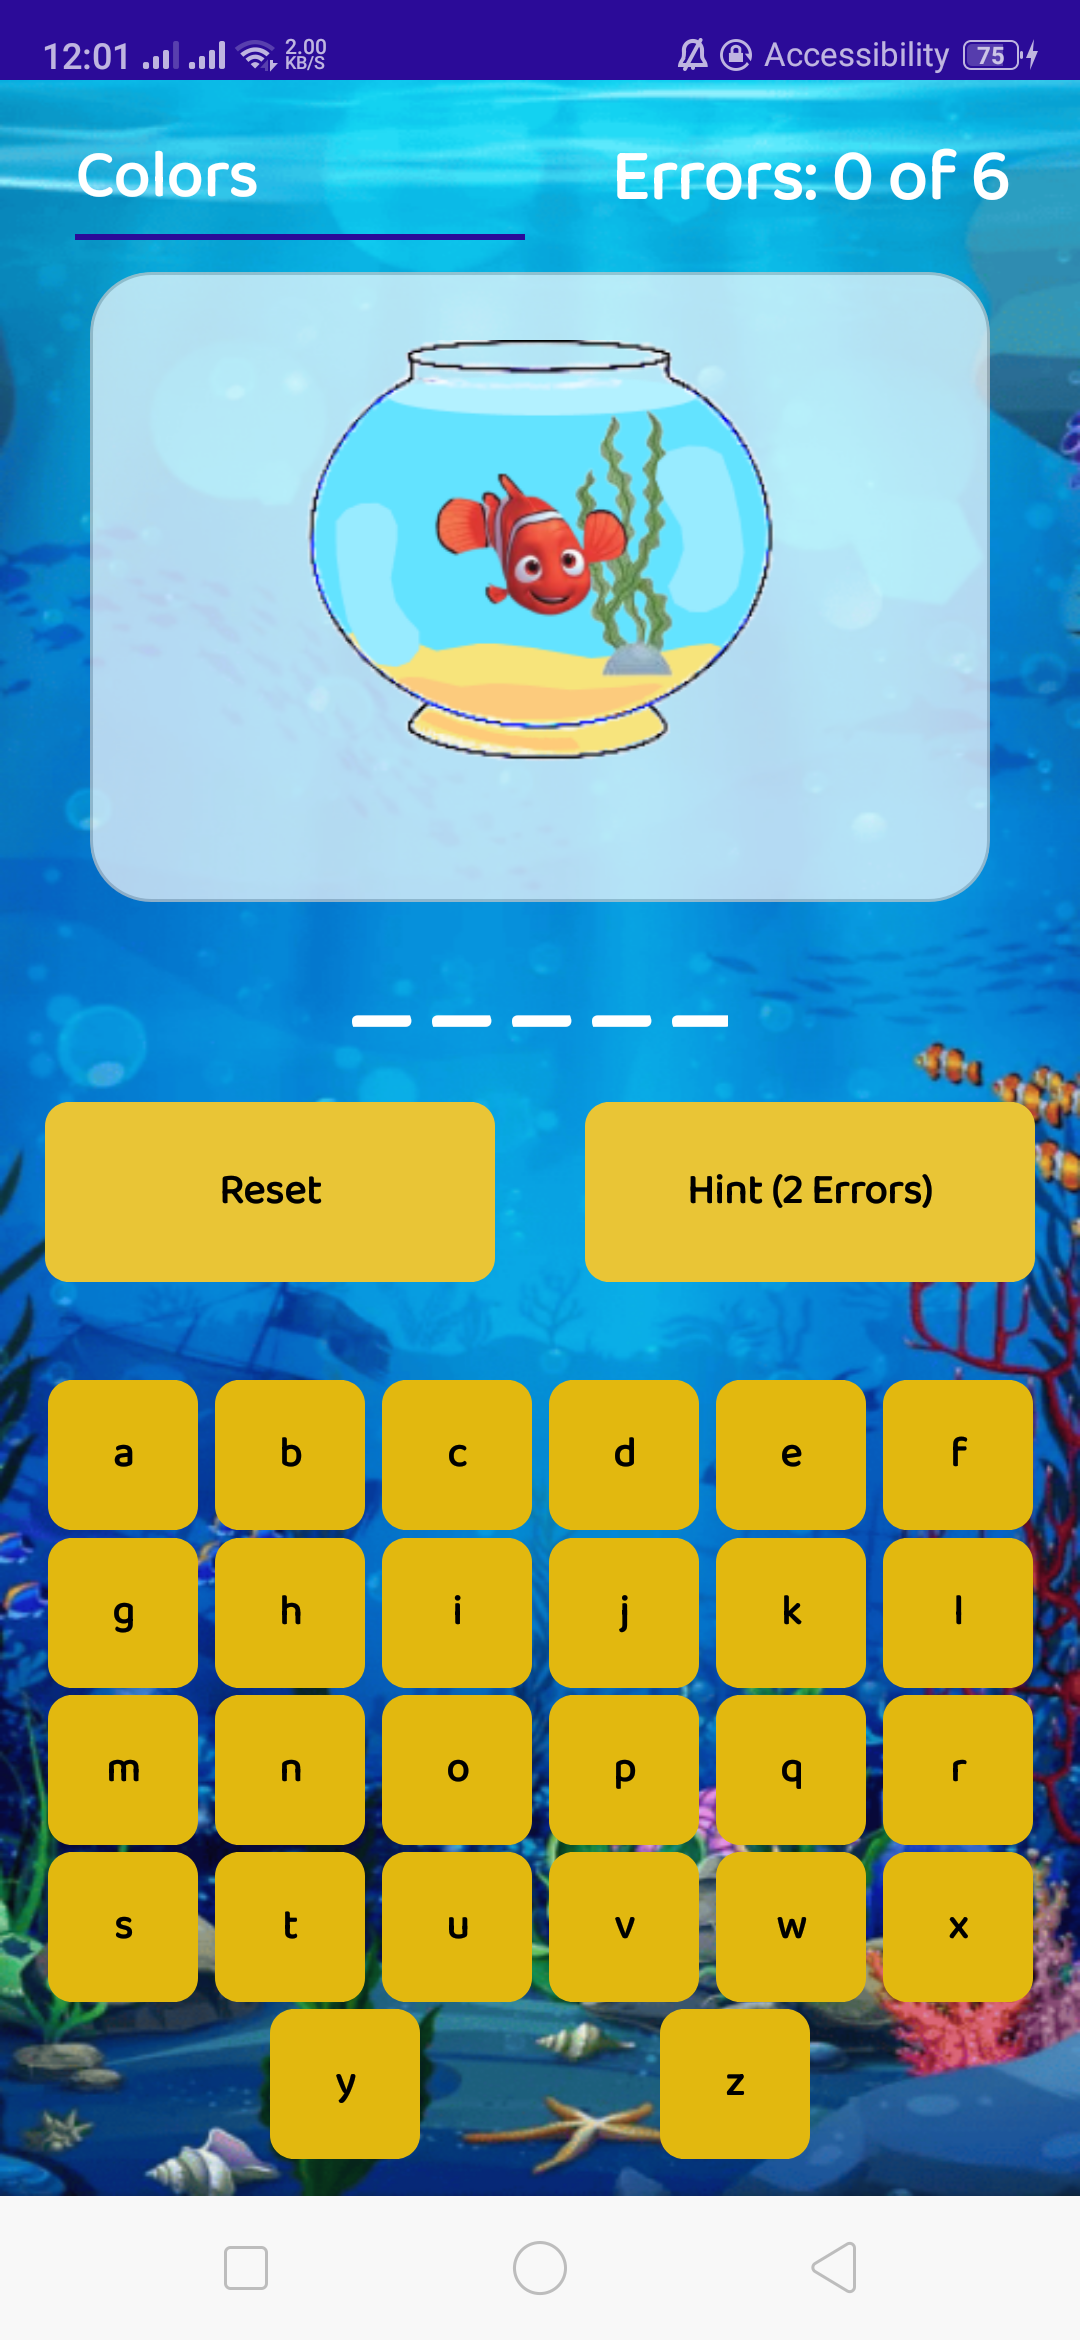 12:01 2.00 KB/S Accessibility 75
Colors Errors: 0 of 6
Reset Hint (2 Errors)
a b c d e f
g h i j k l
m n o p q r
s t u v w x
y z